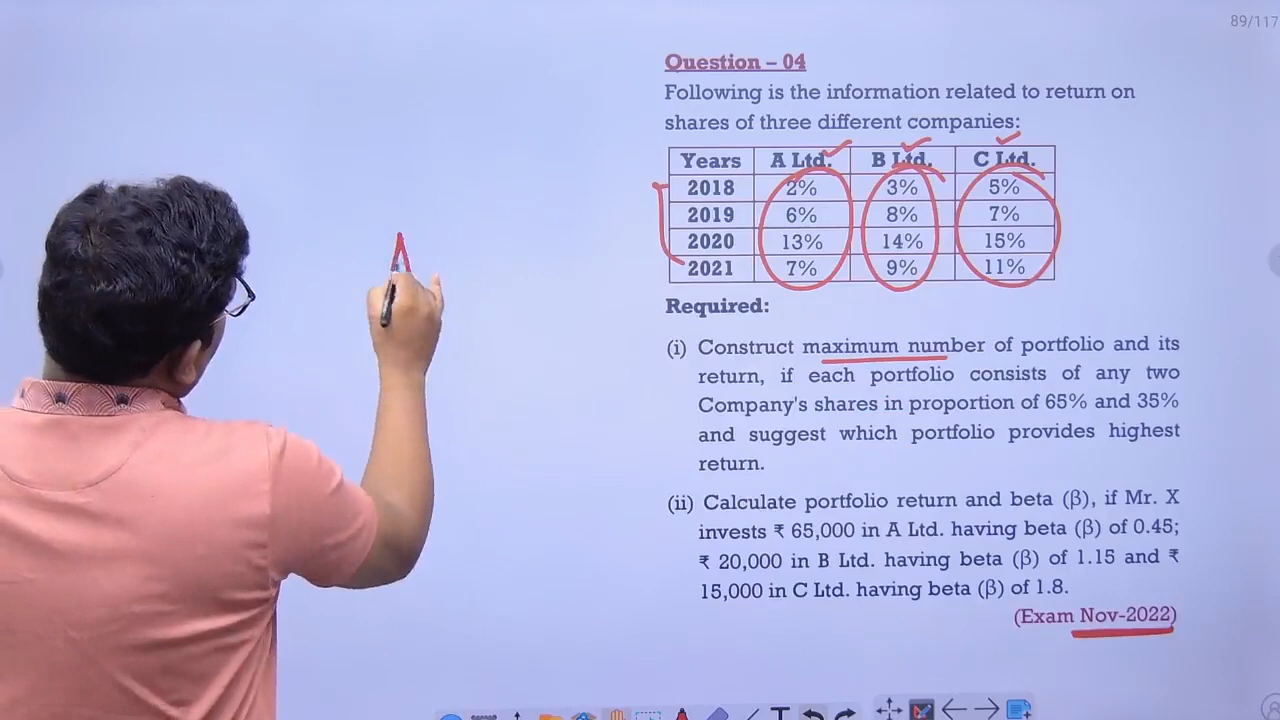 89/117
Question – 04
Following is the information related to return on
shares of three different companies:
Years A Ltd. B Ltd. C Ltd.
2018 2% 3% 5%
2019 6% 8% 7%
2020 13% 14% 15%
2021 7% 9% 11%
Required:
(i) Construct maximum number of portfolio and its
return, if each portfolio consists of any two
Company's shares in proportion of 65% and 35%
and suggest which portfolio provides highest
return.
(ii) Calculate portfolio return and beta (β), if Mr. X
invests ₹ 65,000 in A Ltd. having beta (β) of 0.45;
₹ 20,000 in B Ltd. having beta (β) of 1.15 and ₹
15,000 in C Ltd. having beta (β) of 1.8.
(Exam Nov-2022)